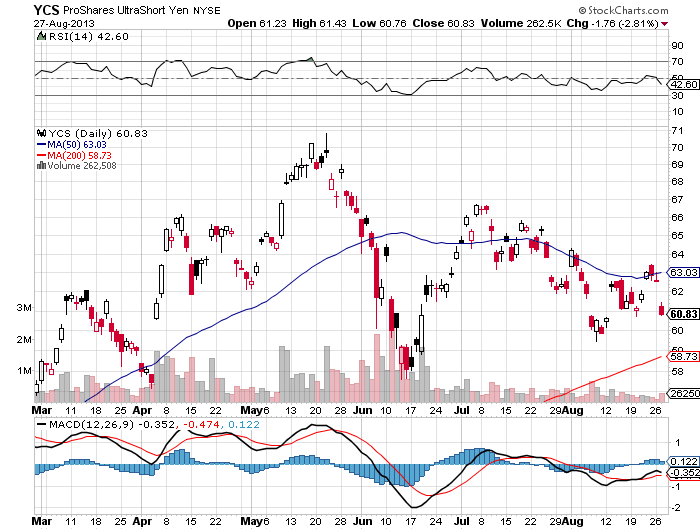 YCS ProShares UltraShort Yen NYSE © StockCharts.com
27-Aug-2013 Open 61.23 High 61.43 Low 60.76 Close 60.83 Volume 262.5K Chg -1.76 (-2.81%)
RSI(14) 42.60
90
70
50
42.60
30
10
YCS (Daily) 60.83
MA(50) 63.03
MA(200) 58.73
Volume 262,508
71
70
69
68
67
66
65
64
63.03
62
60.83
60
59
58.73
58
57
26250
3M
2M
1M
Mar 11 18 25 Apr 8 15 22 May 6 13 20 28 Jun 10 17 24 Jul 8 15 22 29 Aug 12 19 26
MACD(12,26,9) -0.352, -0.474, 0.122
1
0.122
-0.352
-1
-2
Mar 11 18 25 Apr 8 15 22 May 6 13 20 28 Jun 10 17 24 Jul 8 15 22 29 Aug 12 19 26